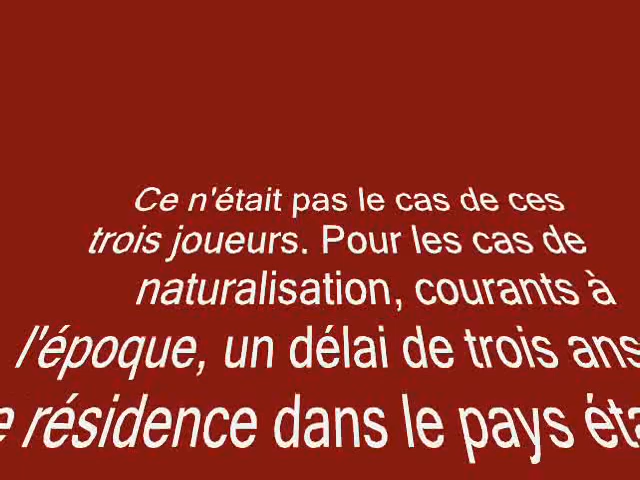 Ce n'était pas le cas de ces
trois joueurs. Pour les cas de
naturalisation, courants à
l'époque, un délai de trois ans
résidence dans le pays